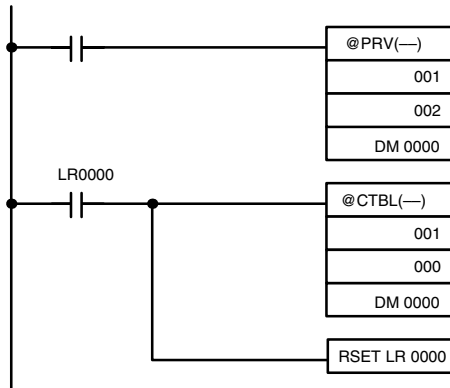 @PRV(––)
001
002
DM 0000
LR0000
@CTBL(––)
001
000
DM 0000
RSET LR 0000